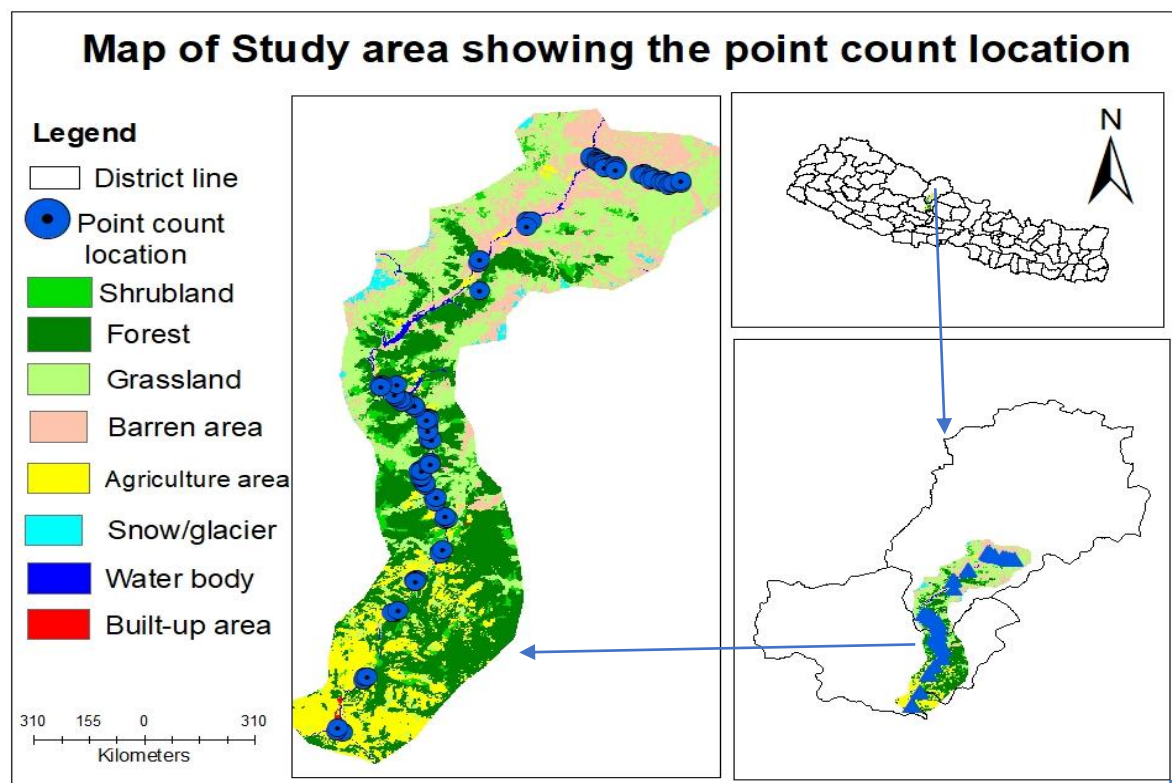 Map of Study area showing the point count location
Legend
District line
Point count
location
Shrubland
Forest
Grassland
Barren area
Agriculture area
Snow/glacier
Water body
Built-up area
310 155 0 310
Kilometers
N